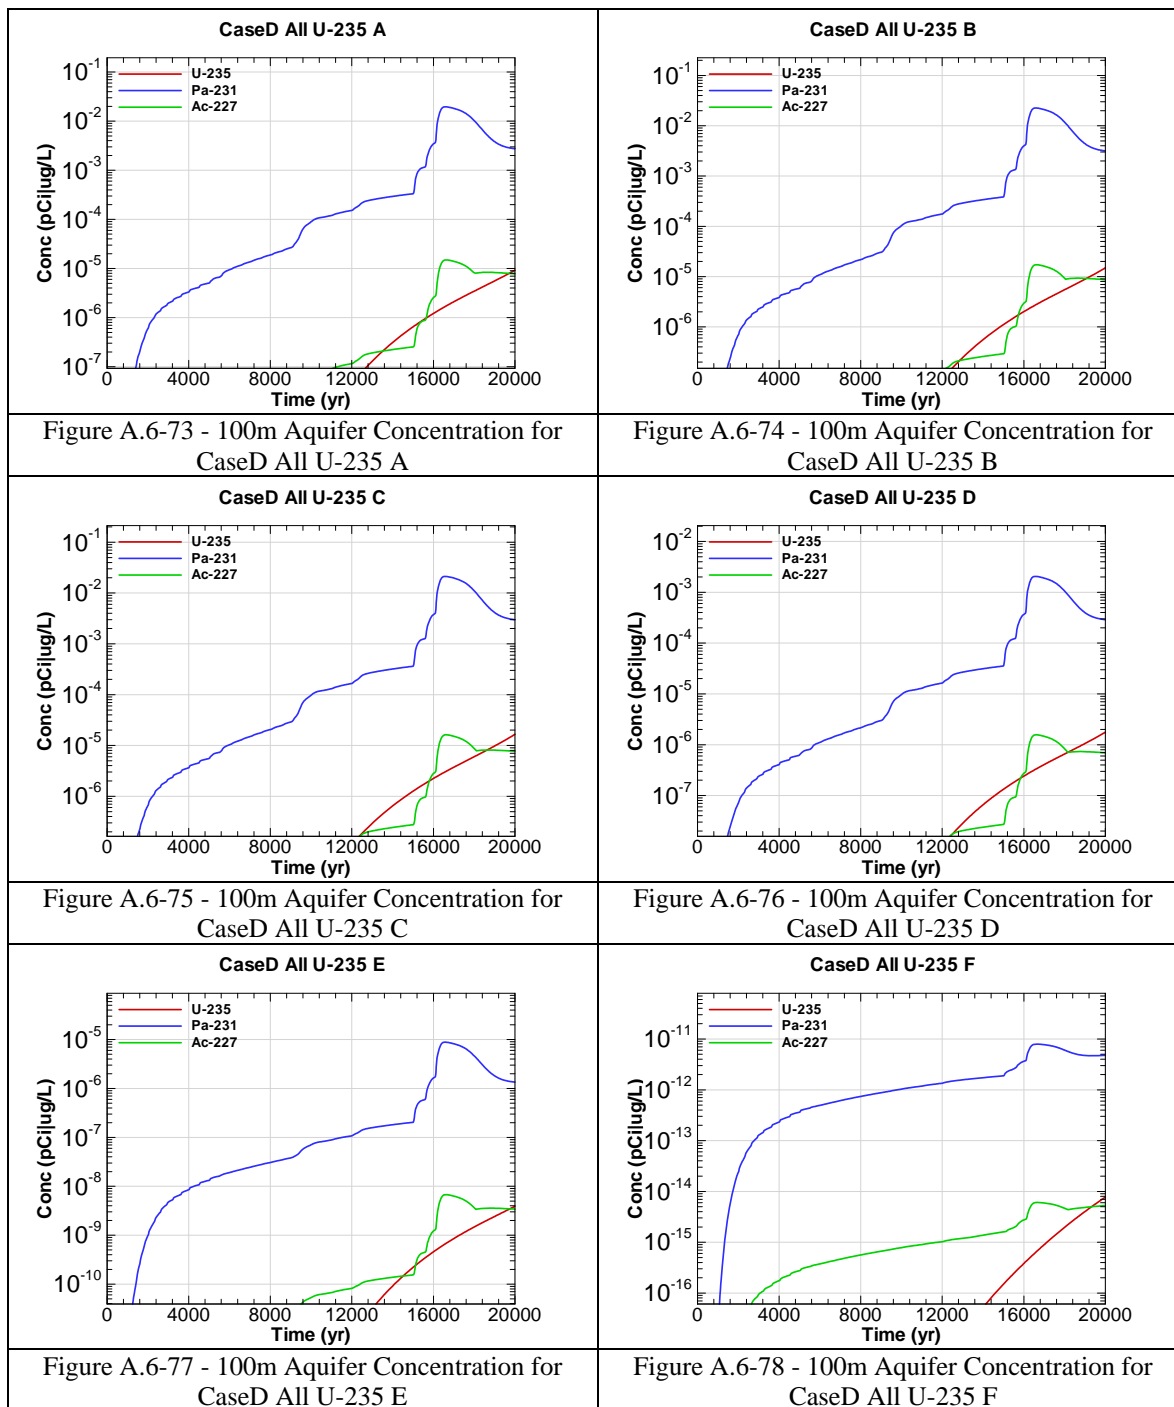 CaseD All U-235 A
10^-1
10^-2
10^-3
10^-4
10^-5
10^-6
10^-7
Conc (pCi|ug/L)
U-235
Pa-231
Ac-227
0 4000 8000 12000 16000 20000
Time (yr)
Figure A.6-73 - 100m Aquifer Concentration for
CaseD All U-235 A
CaseD All U-235 B
10^-1
10^-2
10^-3
10^-4
10^-5
10^-6
Conc (pCi|ug/L)
U-235
Pa-231
Ac-227
0 4000 8000 12000 16000 20000
Time (yr)
Figure A.6-74 - 100m Aquifer Concentration for
CaseD All U-235 B
CaseD All U-235 C
10^-1
10^-2
10^-3
10^-4
10^-5
10^-6
Conc (pCi|ug/L)
U-235
Pa-231
Ac-227
0 4000 8000 12000 16000 20000
Time (yr)
Figure A.6-75 - 100m Aquifer Concentration for
CaseD All U-235 C
CaseD All U-235 D
10^-2
10^-3
10^-4
10^-5
10^-6
10^-7
Conc (pCi|ug/L)
U-235
Pa-231
Ac-227
0 4000 8000 12000 16000 20000
Time (yr)
Figure A.6-76 - 100m Aquifer Concentration for
CaseD All U-235 D
CaseD All U-235 E
10^-5
10^-6
10^-7
10^-8
10^-9
10^-10
Conc (pCi|ug/L)
U-235
Pa-231
Ac-227
0 4000 8000 12000 16000 20000
Time (yr)
Figure A.6-77 - 100m Aquifer Concentration for
CaseD All U-235 E
CaseD All U-235 F
10^-11
10^-12
10^-13
10^-14
10^-15
10^-16
Conc (pCi|ug/L)
U-235
Pa-231
Ac-227
0 4000 8000 12000 16000 20000
Time (yr)
Figure A.6-78 - 100m Aquifer Concentration for
CaseD All U-235 F